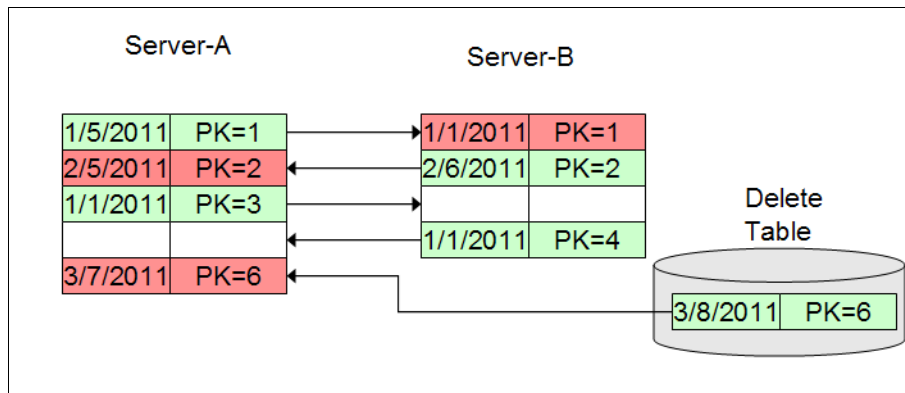 Server-A
Server-B
1/5/2011 PK=1 1/1/2011 PK=1
2/5/2011 PK=2 2/6/2011 PK=2
1/1/2011 PK=3
1/1/2011 PK=4
3/7/2011 PK=6
Delete
Table
3/8/2011 PK=6